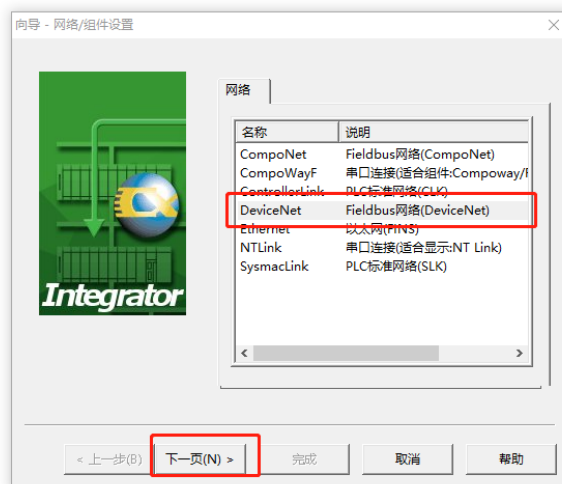 向导 - 网络/组件设置
网络
名称 说明
CompoNet Fieldbus网络(CompoNet)
CompoWayF 串口连接(适合组件:Compoway/F
ControllerLink PLC标准网络(CLK)
DeviceNet Fieldbus网络(DeviceNet)
Ethernet 以太网(FINS)
NTLink 串口连接(适合显示:NT Link)
SysmacLink PLC标准网络(SLK)
CX
Integrator
< 上一步(B) 下一页(N) > 完成 取消 帮助